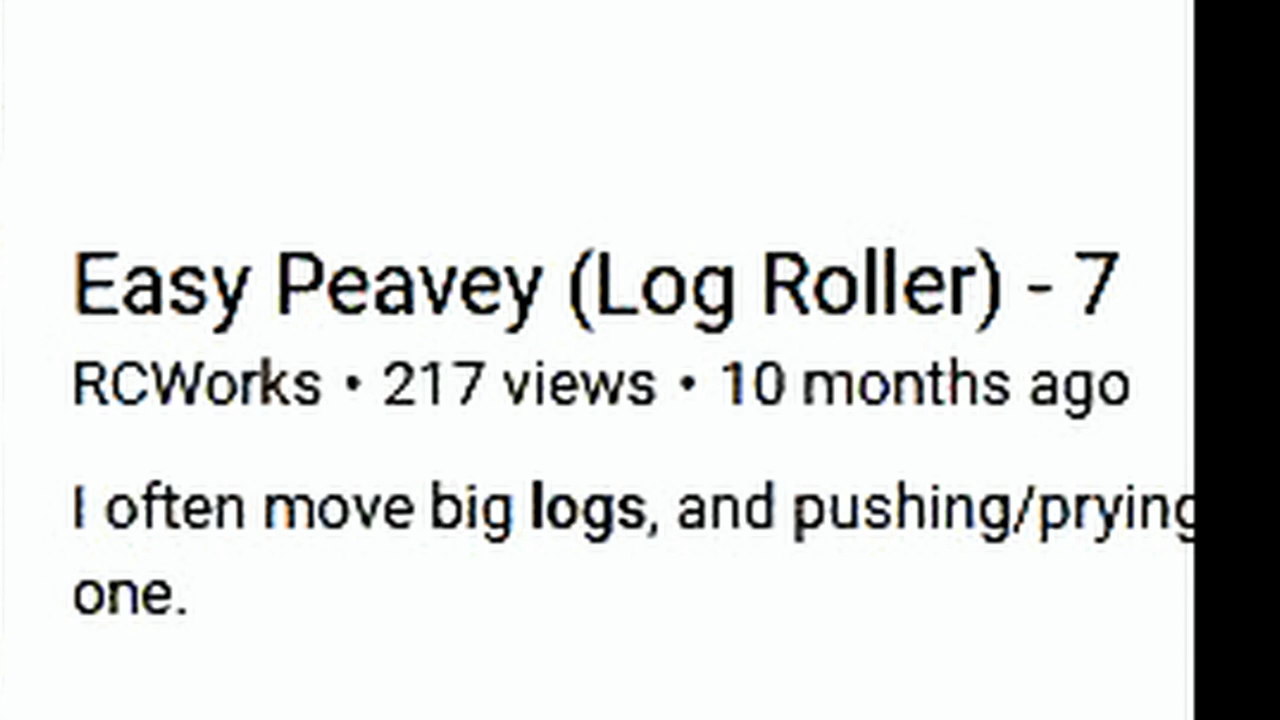 Easy Peavey (Log Roller) - 7
RCWorks • 217 views • 10 months ago
I often move big logs, and pushing/prying
one.